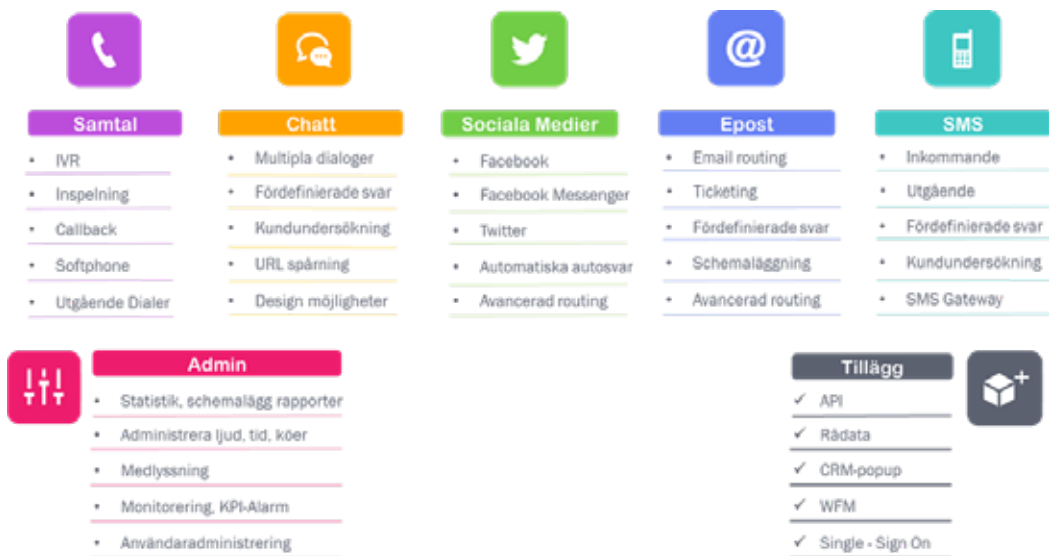 @
Samtal
IVR
Inspelning
Callback
Softphone
Utgående Dialer
Chatt
Multipla dialoger
Fördefinierade svar
Kundundersökning
URL spårning
Design möjligheter
Sociala Medier
Facebook
Facebook Messenger
Twitter
Automatiska autosvar
Avancerad routing
Epost
Email routing
Ticketing
Fördefinierade svar
Schemaläggning
Avancerad routing
SMS
Inkommande
Utgående
Fördefinierade svar
Kundundersökning
SMS Gateway
Admin
Statistik, schemalägg rapporter
Administrera ljud, tid, köer
Medlyssning
Monitorering, KPI-Alarm
Användaradministrering
Tillägg
API
Rådata
CRM-popup
WFM
Single - Sign On